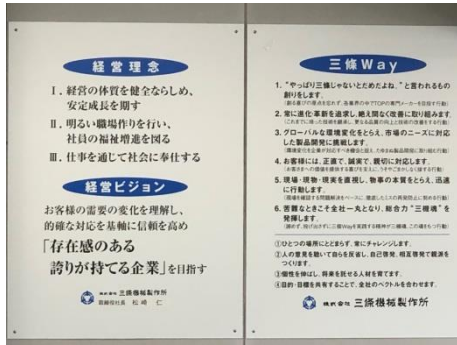 経営理念
I. 経営の体質を健全ならしめ、
安定成長を期す
II. 明るい職場作りを行い、
社員の福祉増進を図る
III. 仕事を通じて社会に奉仕する
経営ビジョン
お客様の需要の変化を理解し、
的確な対応を基軸に信頼を高め
「存在感のある
誇りが持てる企業」を目指す
株式会社 三條機械製作所
取締役社長 松崎 仁
三條Way
1. “やっぱり三條じゃないとだめだよね。”と言われるもの
創りをします。
2. 常に進化・革新を追求し、絶え間なく改善に取り組みます。
3. グローバルな環境変化をとらえ、市場のニーズに対応
した製品開発に挑戦します。
4. お客様には、正直で、誠実で、親切に対応します。
5. 現場・現物・現実を直視し、物事の本質をとらえ、迅速
に行動します。
6. 苦難なときこそ全社一丸となり、総合力“三機魂”を
発揮します。
①ひとつの場所にとどまらず、常にチャレンジします。
②人の意見を聴いて自らを反省し、自己啓発、相互啓発で親派を
つくります。
③個性を伸ばし、将来を託せる人材を育てます。
④目的・目標を共有することで、全社のベクトルを合わせます。
株式会社 三條機械製作所